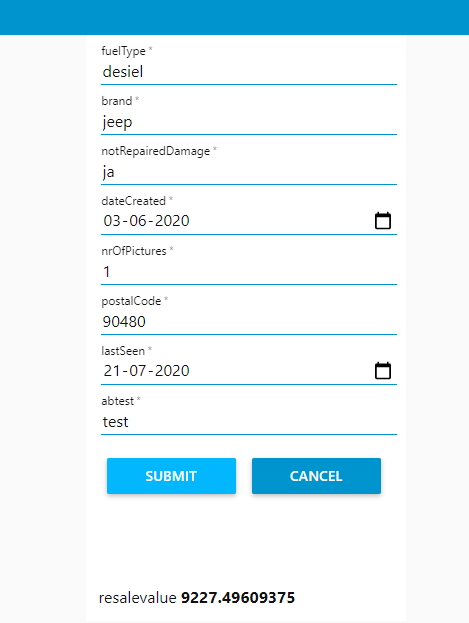 fuelType *
desiel
brand *
jeep
notRepairedDamage *
ja
dateCreated *
03-06-2020
nrOfPictures *
1
postalCode *
90480
lastSeen *
21-07-2020
abtest *
test
SUBMIT CANCEL
resalevalue 9227.49609375